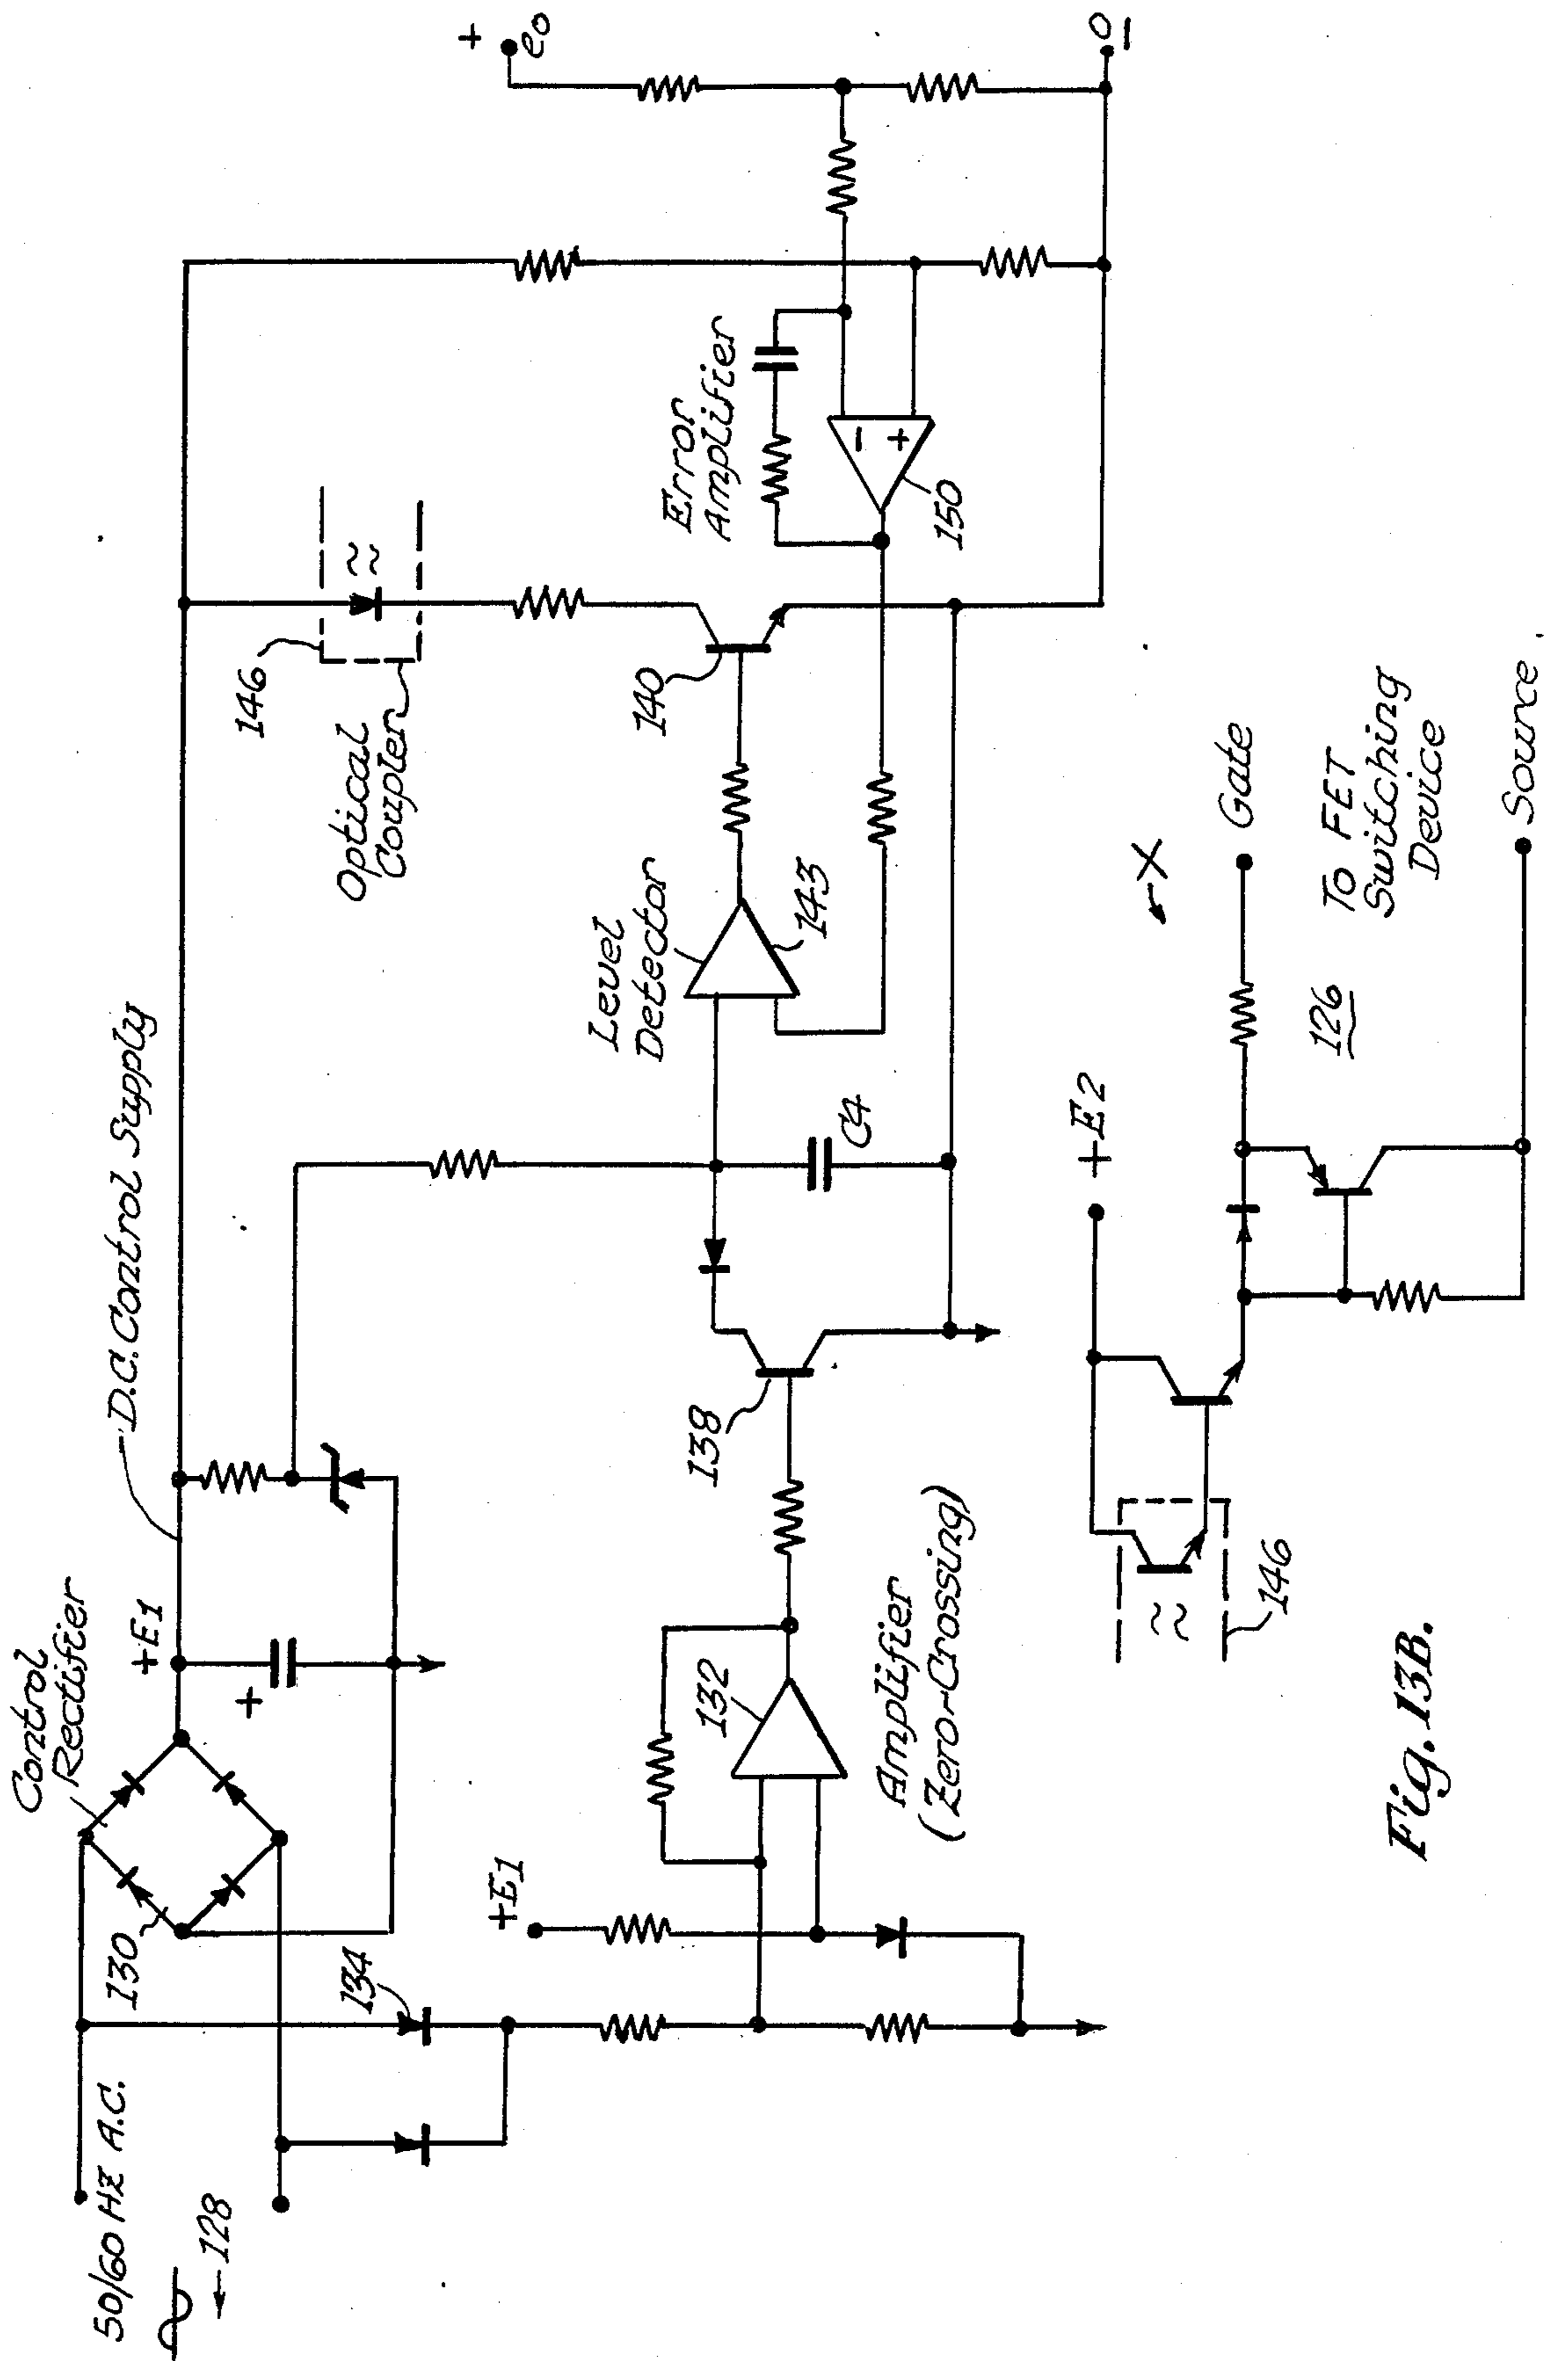 50/60 HZ A.C.
128
Control
Rectifier
130
+E1
+
D.C. Control Supply
134
+E1
132
Amplifier
(Zero-Crossing)
138
C4
Level
Detector
143
146
Optical
Coupler
≈
140
Error
Amplifier
−
+
150
+
e0
0
−
146
≈
+E2
X
Gate
126
To FET
Switching
Device
Source
Fig. 13B.